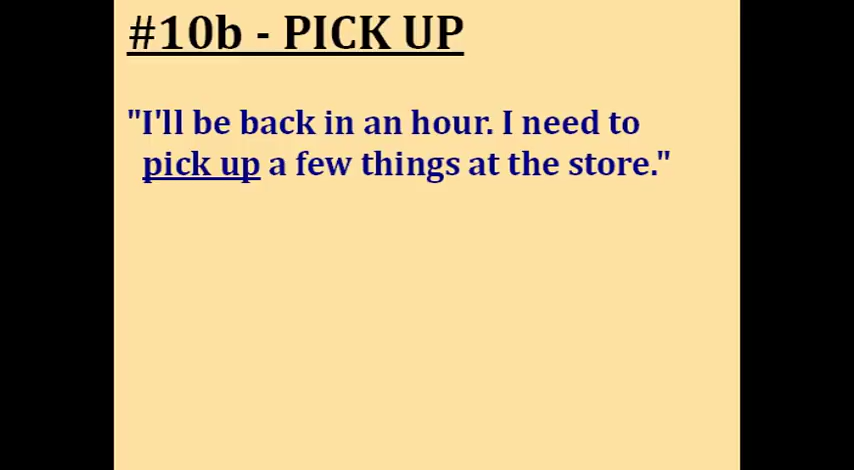 #10b - PICK UP
"I'll be back in an hour. I need to
pick up a few things at the store."